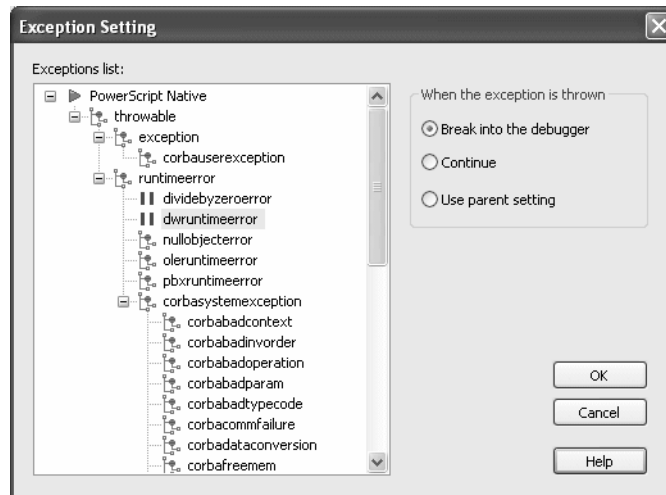 Exception Setting
Exceptions list:
PowerScript Native
throwable
exception
corbauserexception
runtimeerror
dividebyzeroerror
dwruntimeerror
nullobjecterror
oleruntimeerror
pbxruntimeerror
corbasystemexception
corbabadcontext
corbabadinvorder
corbabadoperation
corbabadparam
corbabadtypecode
corbacommfailure
corbadataconversion
corbafreemem
When the exception is thrown
Break into the debugger
Continue
Use parent setting
OK
Cancel
Help